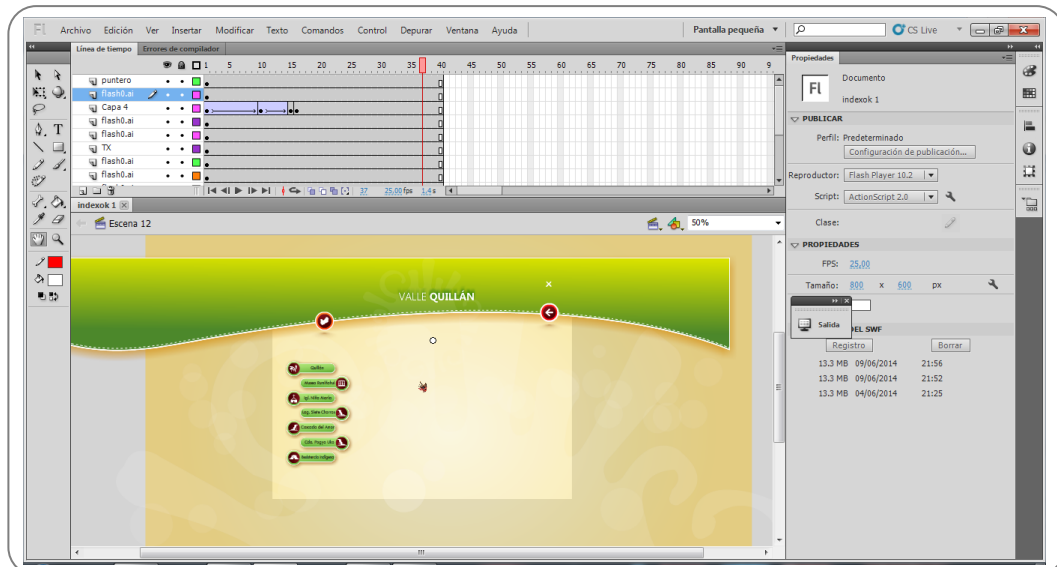 Fl Archivo Edición Ver Insertar Modificar Texto Comandos Control Depurar Ventana Ayuda Pantalla pequeña CS Live
Línea de tiempo Errores de compilador
1 5 10 15 20 25 30 35 40 45 50 55 60 65 70 75 80 85 90 9
puntero
flash0.ai
Capa 4
flash0.ai
flash0.ai
TX
flash0.ai
flash0.ai
37 25,00 fps 1,4 s
indexok 1
Escena 12
50%
VALLE QUILLÁN
Quillán
Igl. Niño María
Propiedades
Fl
Documento
indexok 1
PUBLICAR
Perfil: Predeterminado
Configuración de publicación...
Reproductor: Flash Player 10.2
Script: ActionScript 2.0
Clase:
PROPIEDADES
FPS: 25,00
Tamaño: 800 x 600 px
Salida
DEL SWF
Registro Borrar
13.3 MB 09/06/2014 21:56
13.3 MB 09/06/2014 21:52
13.3 MB 04/06/2014 21:25